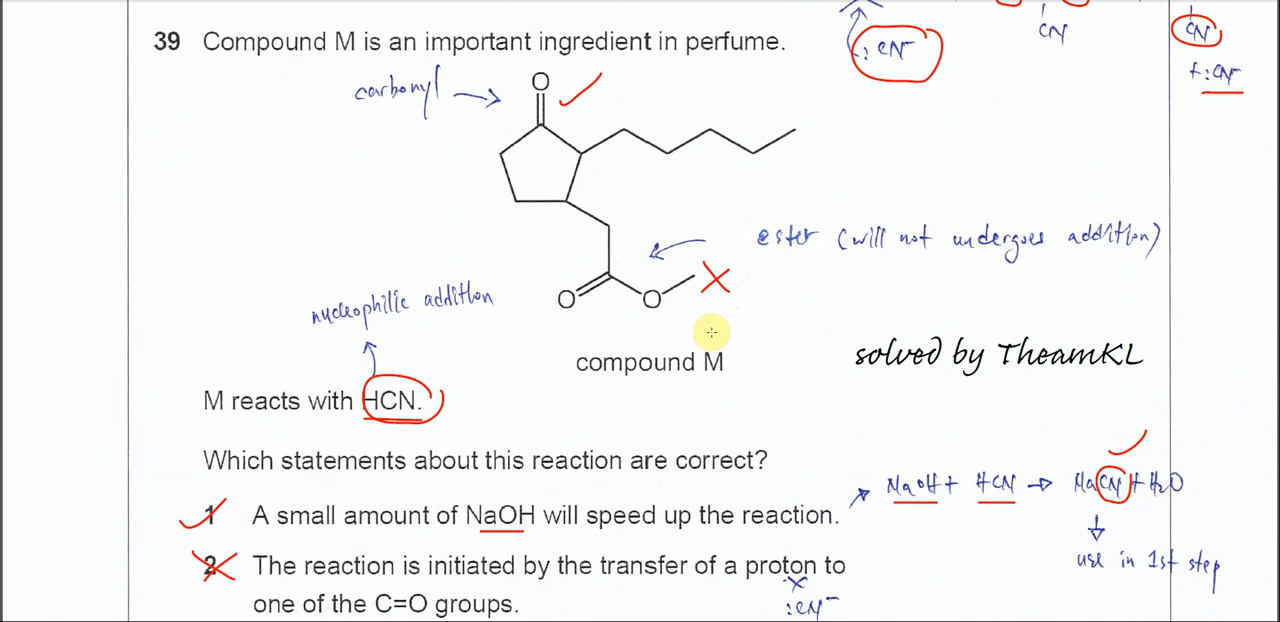 39 Compound M is an important ingredient in perfume.
:CN⁻
CN
CN
+:CN⁻
carbonyl
O
ester (will not undergoes addition)
O
O
nucleophilic addition
compound M
solved by TheamKL
M reacts with HCN.
Which statements about this reaction are correct?
NaOH + HCN → NaCN + H₂O
1 A small amount of NaOH will speed up the reaction.
use in 1st step
2 The reaction is initiated by the transfer of a proton to
one of the C=O groups.
:CN⁻